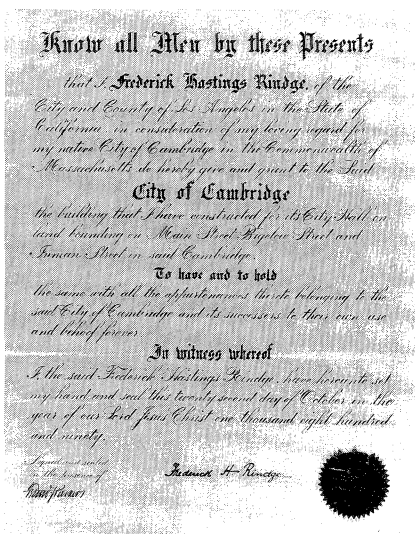 Know all Men by these Presents
that I, Frederick Hastings Rindge, of the
City and County of Los Angeles in the State of
California in consideration of my loving regard for
my native City of Cambridge in the Commonwealth of
Massachusetts do hereby give and grant to the Said
City of Cambridge
the building that I have constructed for its City Hall on
land bounding on Main Street Bigelow Street and
Inman Street in said Cambridge.
To have and to hold
the same with all the appurtenances thereto belonging to the
said City of Cambridge and its successors to their own use
and behoof forever
In witness whereof
I, the said Frederick Hastings Rindge, have hereunto set
my hand and seal this twenty second day of October in the
year of our Lord Jesus Christ one thousand eight hundred
and ninety.
Signed and sealed
in the presence of
Frederick H Rindge